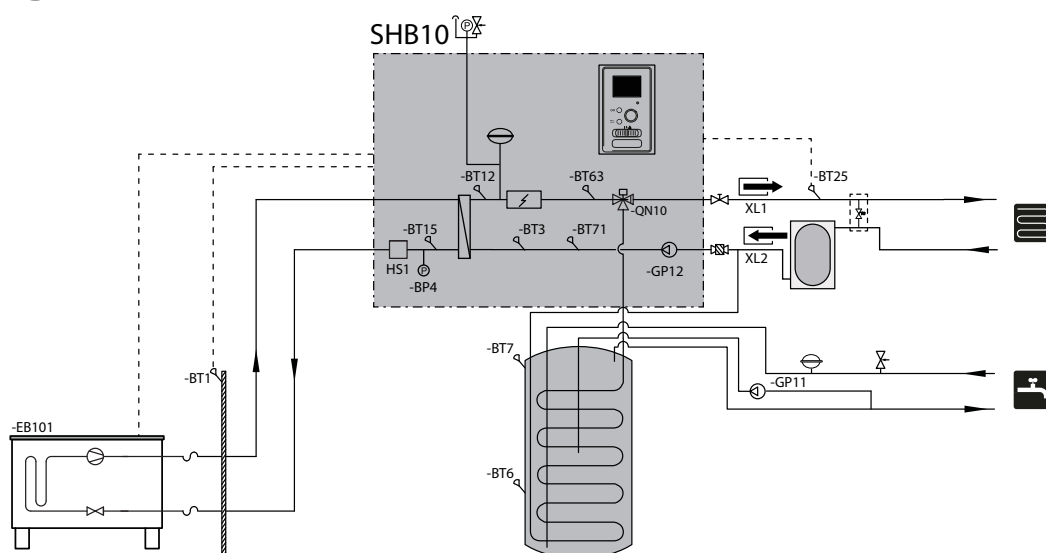 SHB10
P
-BT12
-BT63
-BT25
-QN10
XL1
-BT15
-BT3
-BT71
HS1
-GP12
XL2
P
-BP4
-BT7
-BT1
-GP11
-EB101
-BT6